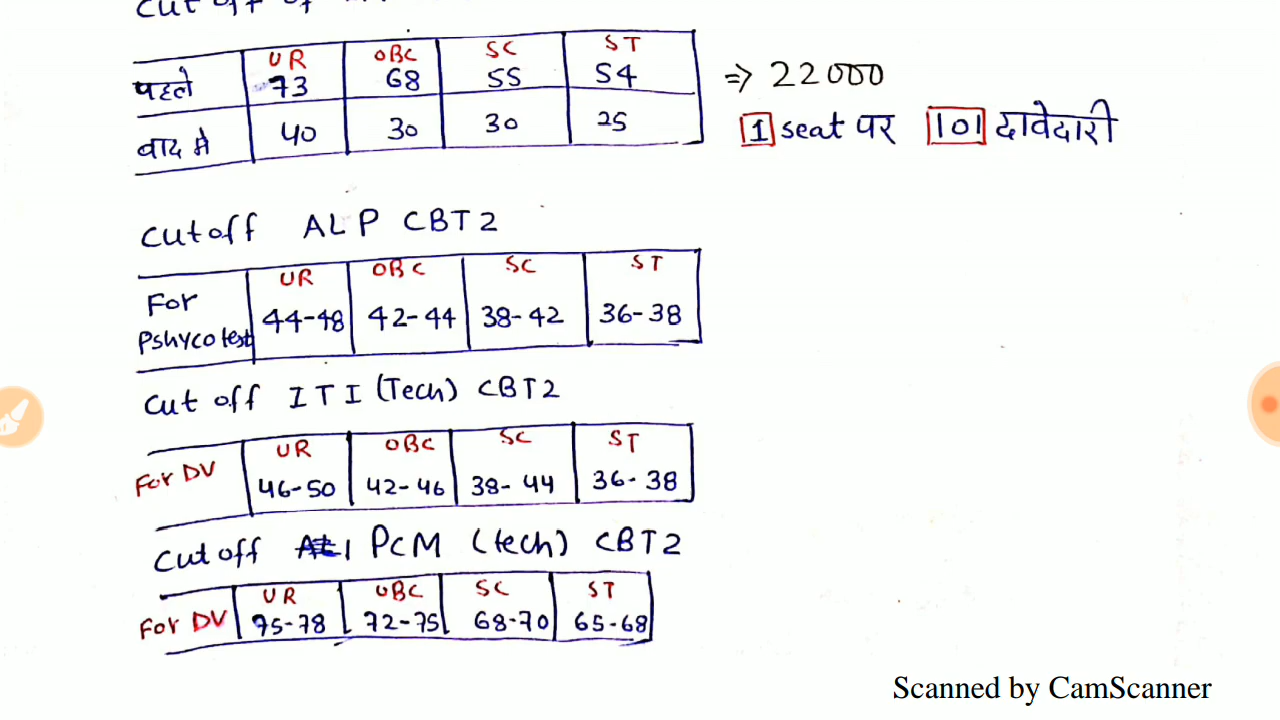 Cut off of
UR OBC SC ST
पहले 73 68 55 54 => 22000
बाद मे 40 30 30 25 1 seat पर 101 दावेदारी
Cutoff ALP CBT2
UR OBC SC ST
For Pshyco test 44-48 42-44 38-42 36-38
Cut off ITI (Tech) CBT2
UR OBC SC ST
For DV 46-50 42-46 38-44 36-38
Cut off PCM (tech) CBT2
UR OBC SC ST
For DV 75-78 72-75 68-70 65-68
Scanned by CamScanner